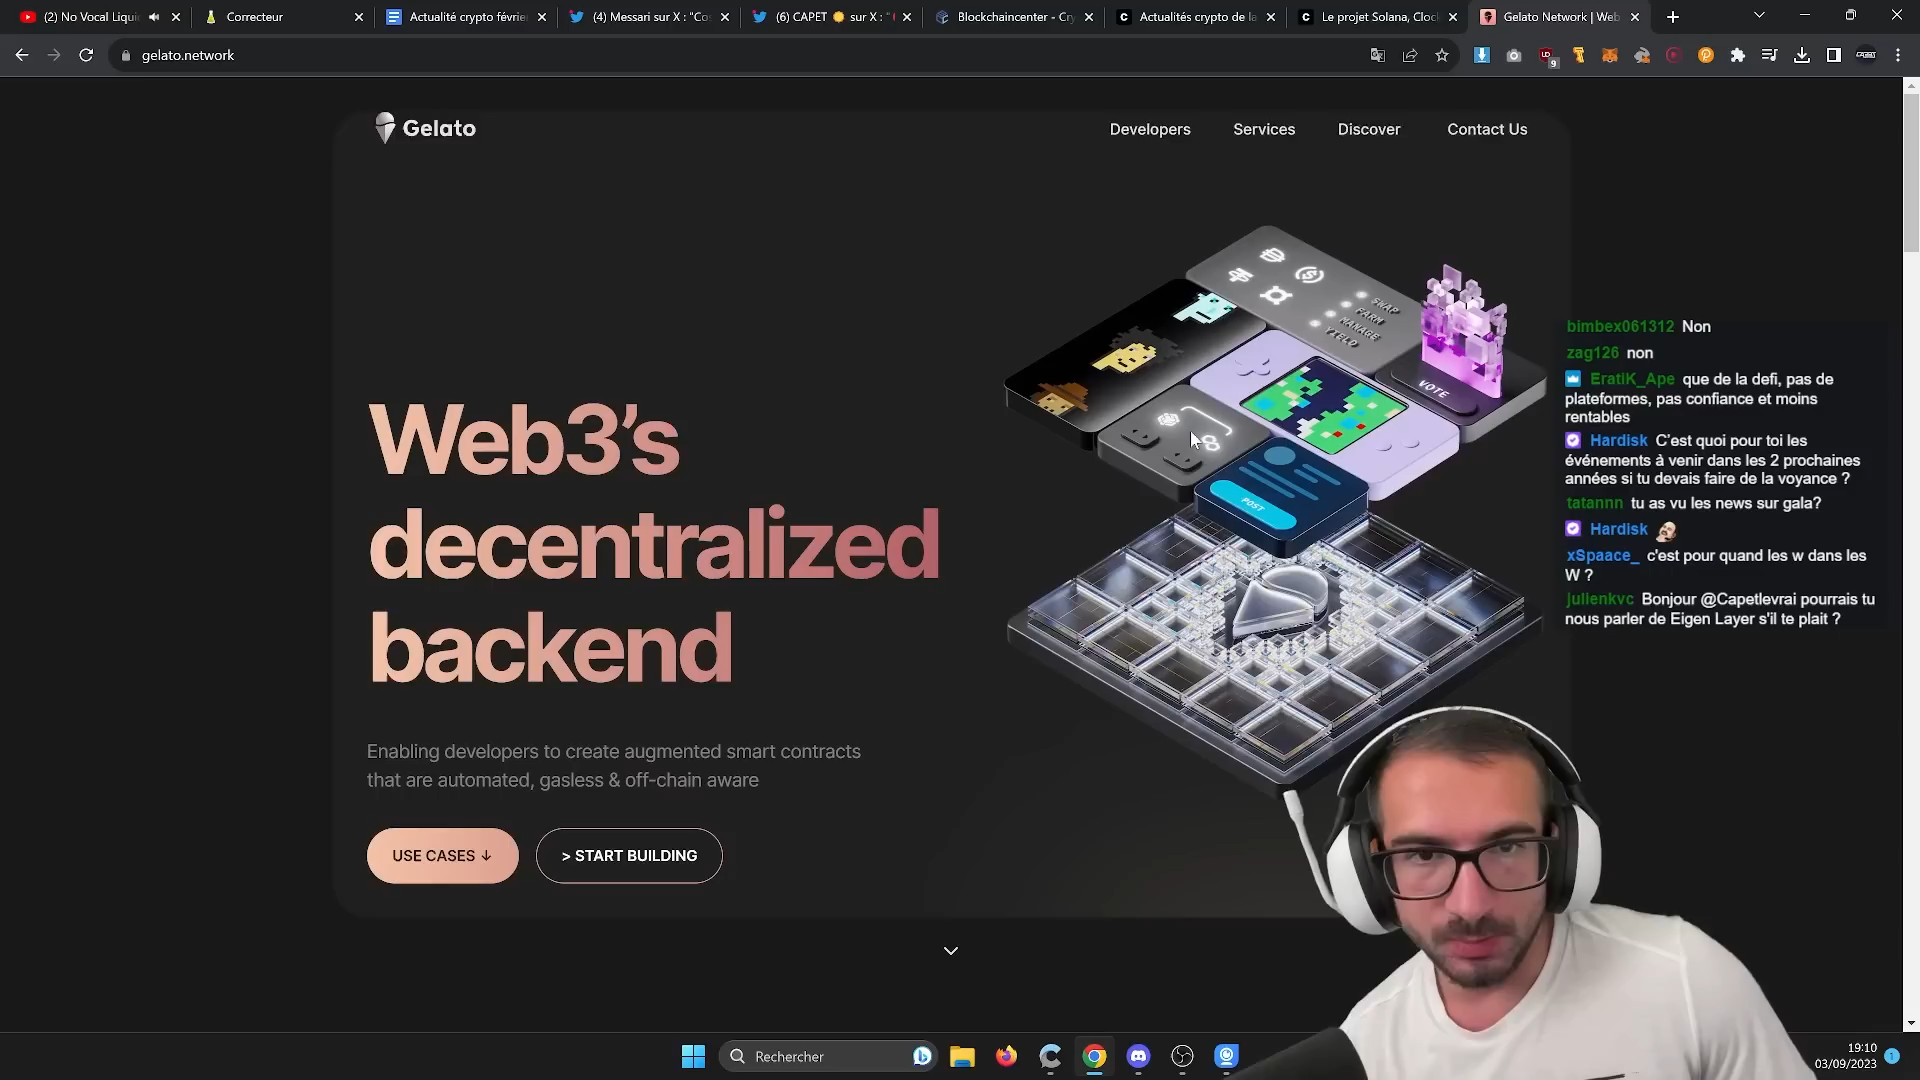 (2) No Vocal Liqui
Correcteur
Actualité crypto févrie
(4) Messari sur X : "Co
(6) CAPET sur X : "
Blockchaincenter - Cry
Actualités crypto de la
Le projet Solana, Cloc
Gelato Network | Web
gelato.network
9
Gelato
Developers
Services
Discover
Contact Us
SWAP
FARM
MANAGE
YIELD
VOTE
POST
Web3's
decentralized
backend
Enabling developers to create augmented smart contracts
that are automated, gasless & off-chain aware
USE CASES ↓
> START BUILDING
bimbex061312 Non
zag126 non
EratiK_Ape que de la defi, pas de
plateformes, pas confiance et moins
rentables
Hardisk C'est quoi pour toi les
événements à venir dans les 2 prochaines
années si tu devais faire de la voyance ?
tatannn tu as vu les news sur gala?
Hardisk
xSpaace_ c'est pour quand les w dans les
W ?
julienkvc Bonjour @Capetlevrai pourrais tu
nous parler de Eigen Layer s'il te plait ?
Rechercher
19:10
03/09/2023
1